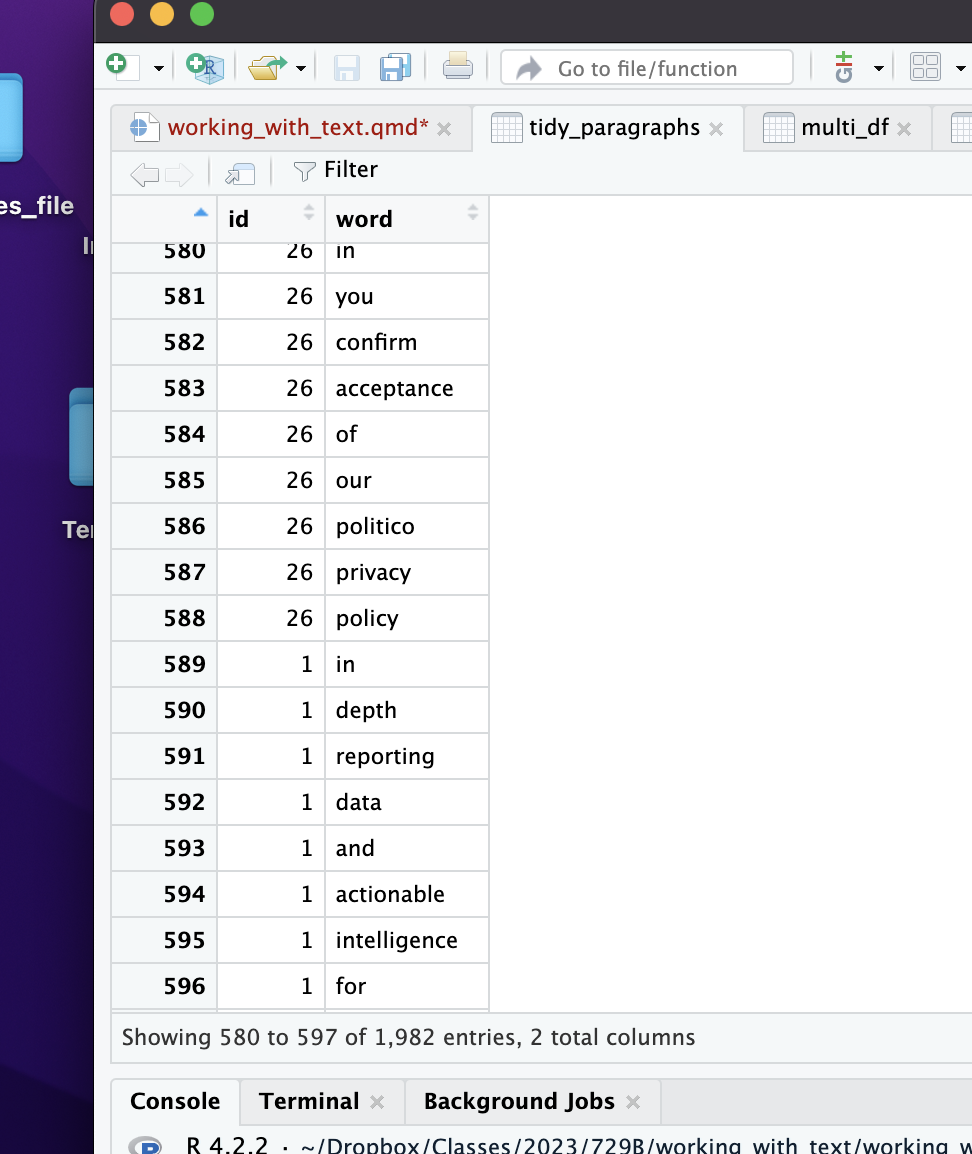 Go to file/function
working_with_text.qmd*
tidy_paragraphs
multi_df
Filter
es_file
id word
580 26 in
581 26 you
582 26 confirm
583 26 acceptance
584 26 of
585 26 our
586 26 politico
587 26 privacy
588 26 policy
589 1 in
590 1 depth
591 1 reporting
592 1 data
593 1 and
594 1 actionable
595 1 intelligence
596 1 for
Showing 580 to 597 of 1,982 entries, 2 total columns
Console Terminal Background Jobs
R 4.2.2 · ~/Dropbox/Classes/2023/729B/working_with_text/working_w